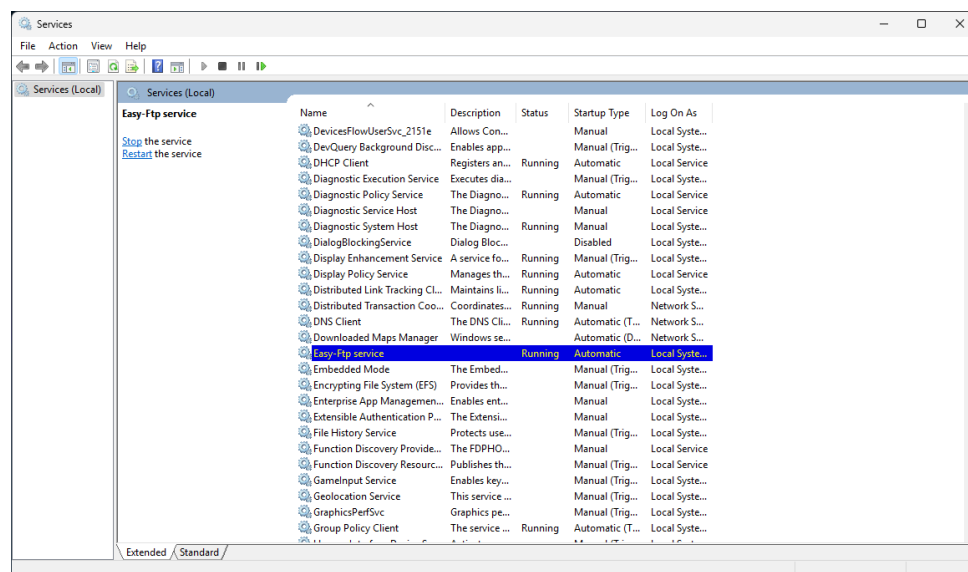 Services
File Action View Help
Services (Local)
Services (Local)
Easy-Ftp service
Stop the service
Restart the service
Name Description Status Startup Type Log On As
DevicesFlowUserSvc_2151e Allows Con... Manual Local Syste...
DevQuery Background Disc... Enables app... Manual (Trig... Local Syste...
DHCP Client Registers an... Running Automatic Local Service
Diagnostic Execution Service Executes dia... Manual (Trig... Local Syste...
Diagnostic Policy Service The Diagno... Running Automatic Local Service
Diagnostic Service Host The Diagno... Manual Local Service
Diagnostic System Host The Diagno... Running Manual Local Syste...
DialogBlockingService Dialog Bloc... Disabled Local Syste...
Display Enhancement Service A service fo... Running Manual (Trig... Local Syste...
Display Policy Service Manages th... Running Automatic Local Service
Distributed Link Tracking Cl... Maintains li... Running Automatic Local Syste...
Distributed Transaction Coo... Coordinates... Running Manual Network S...
DNS Client The DNS Cli... Running Automatic (T... Network S...
Downloaded Maps Manager Windows se... Automatic (D... Network S...
Easy-Ftp service Running Automatic Local Syste...
Embedded Mode The Embed... Manual (Trig... Local Syste...
Encrypting File System (EFS) Provides th... Manual (Trig... Local Syste...
Enterprise App Managemen... Enables ent... Manual Local Syste...
Extensible Authentication P... The Extensi... Manual Local Syste...
File History Service Protects use... Manual (Trig... Local Syste...
Function Discovery Provide... The FDPHO... Manual Local Service
Function Discovery Resourc... Publishes th... Manual (Trig... Local Service
GameInput Service Enables key... Manual (Trig... Local Syste...
Geolocation Service This service ... Manual (Trig... Local Syste...
GraphicsPerfSvc Graphics pe... Manual (Trig... Local Syste...
Group Policy Client The service ... Running Automatic (T... Local Syste...
Extended Standard